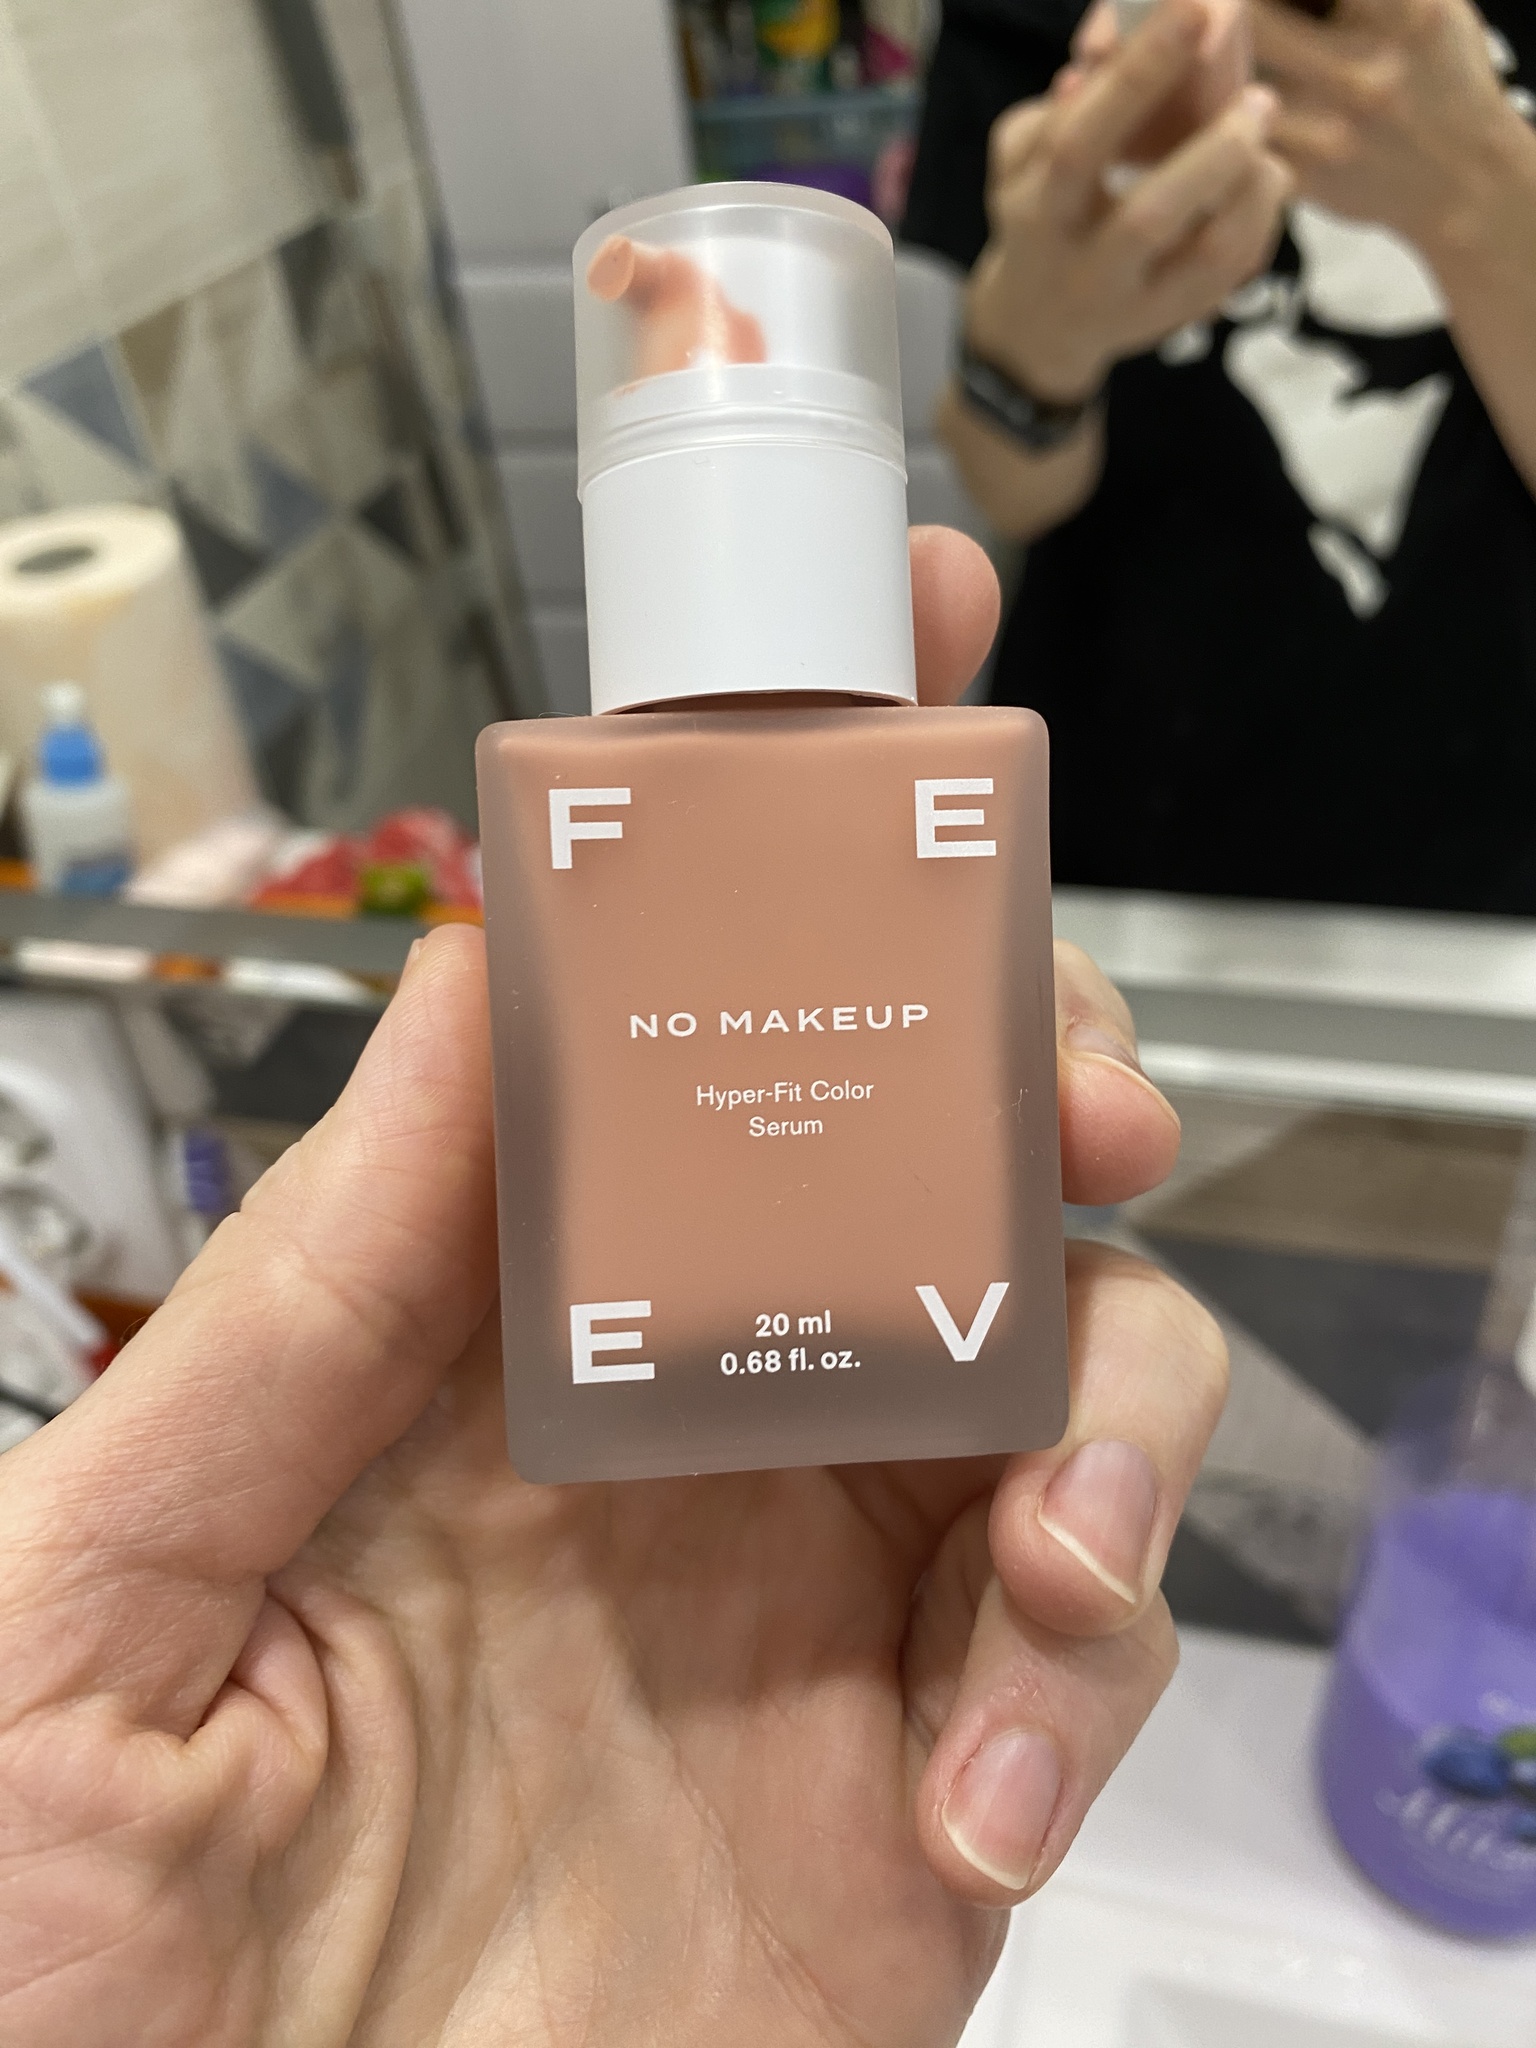 F E
NO MAKEUP
Hyper-Fit Color
Serum
20 ml
0.68 fl. oz.
E V